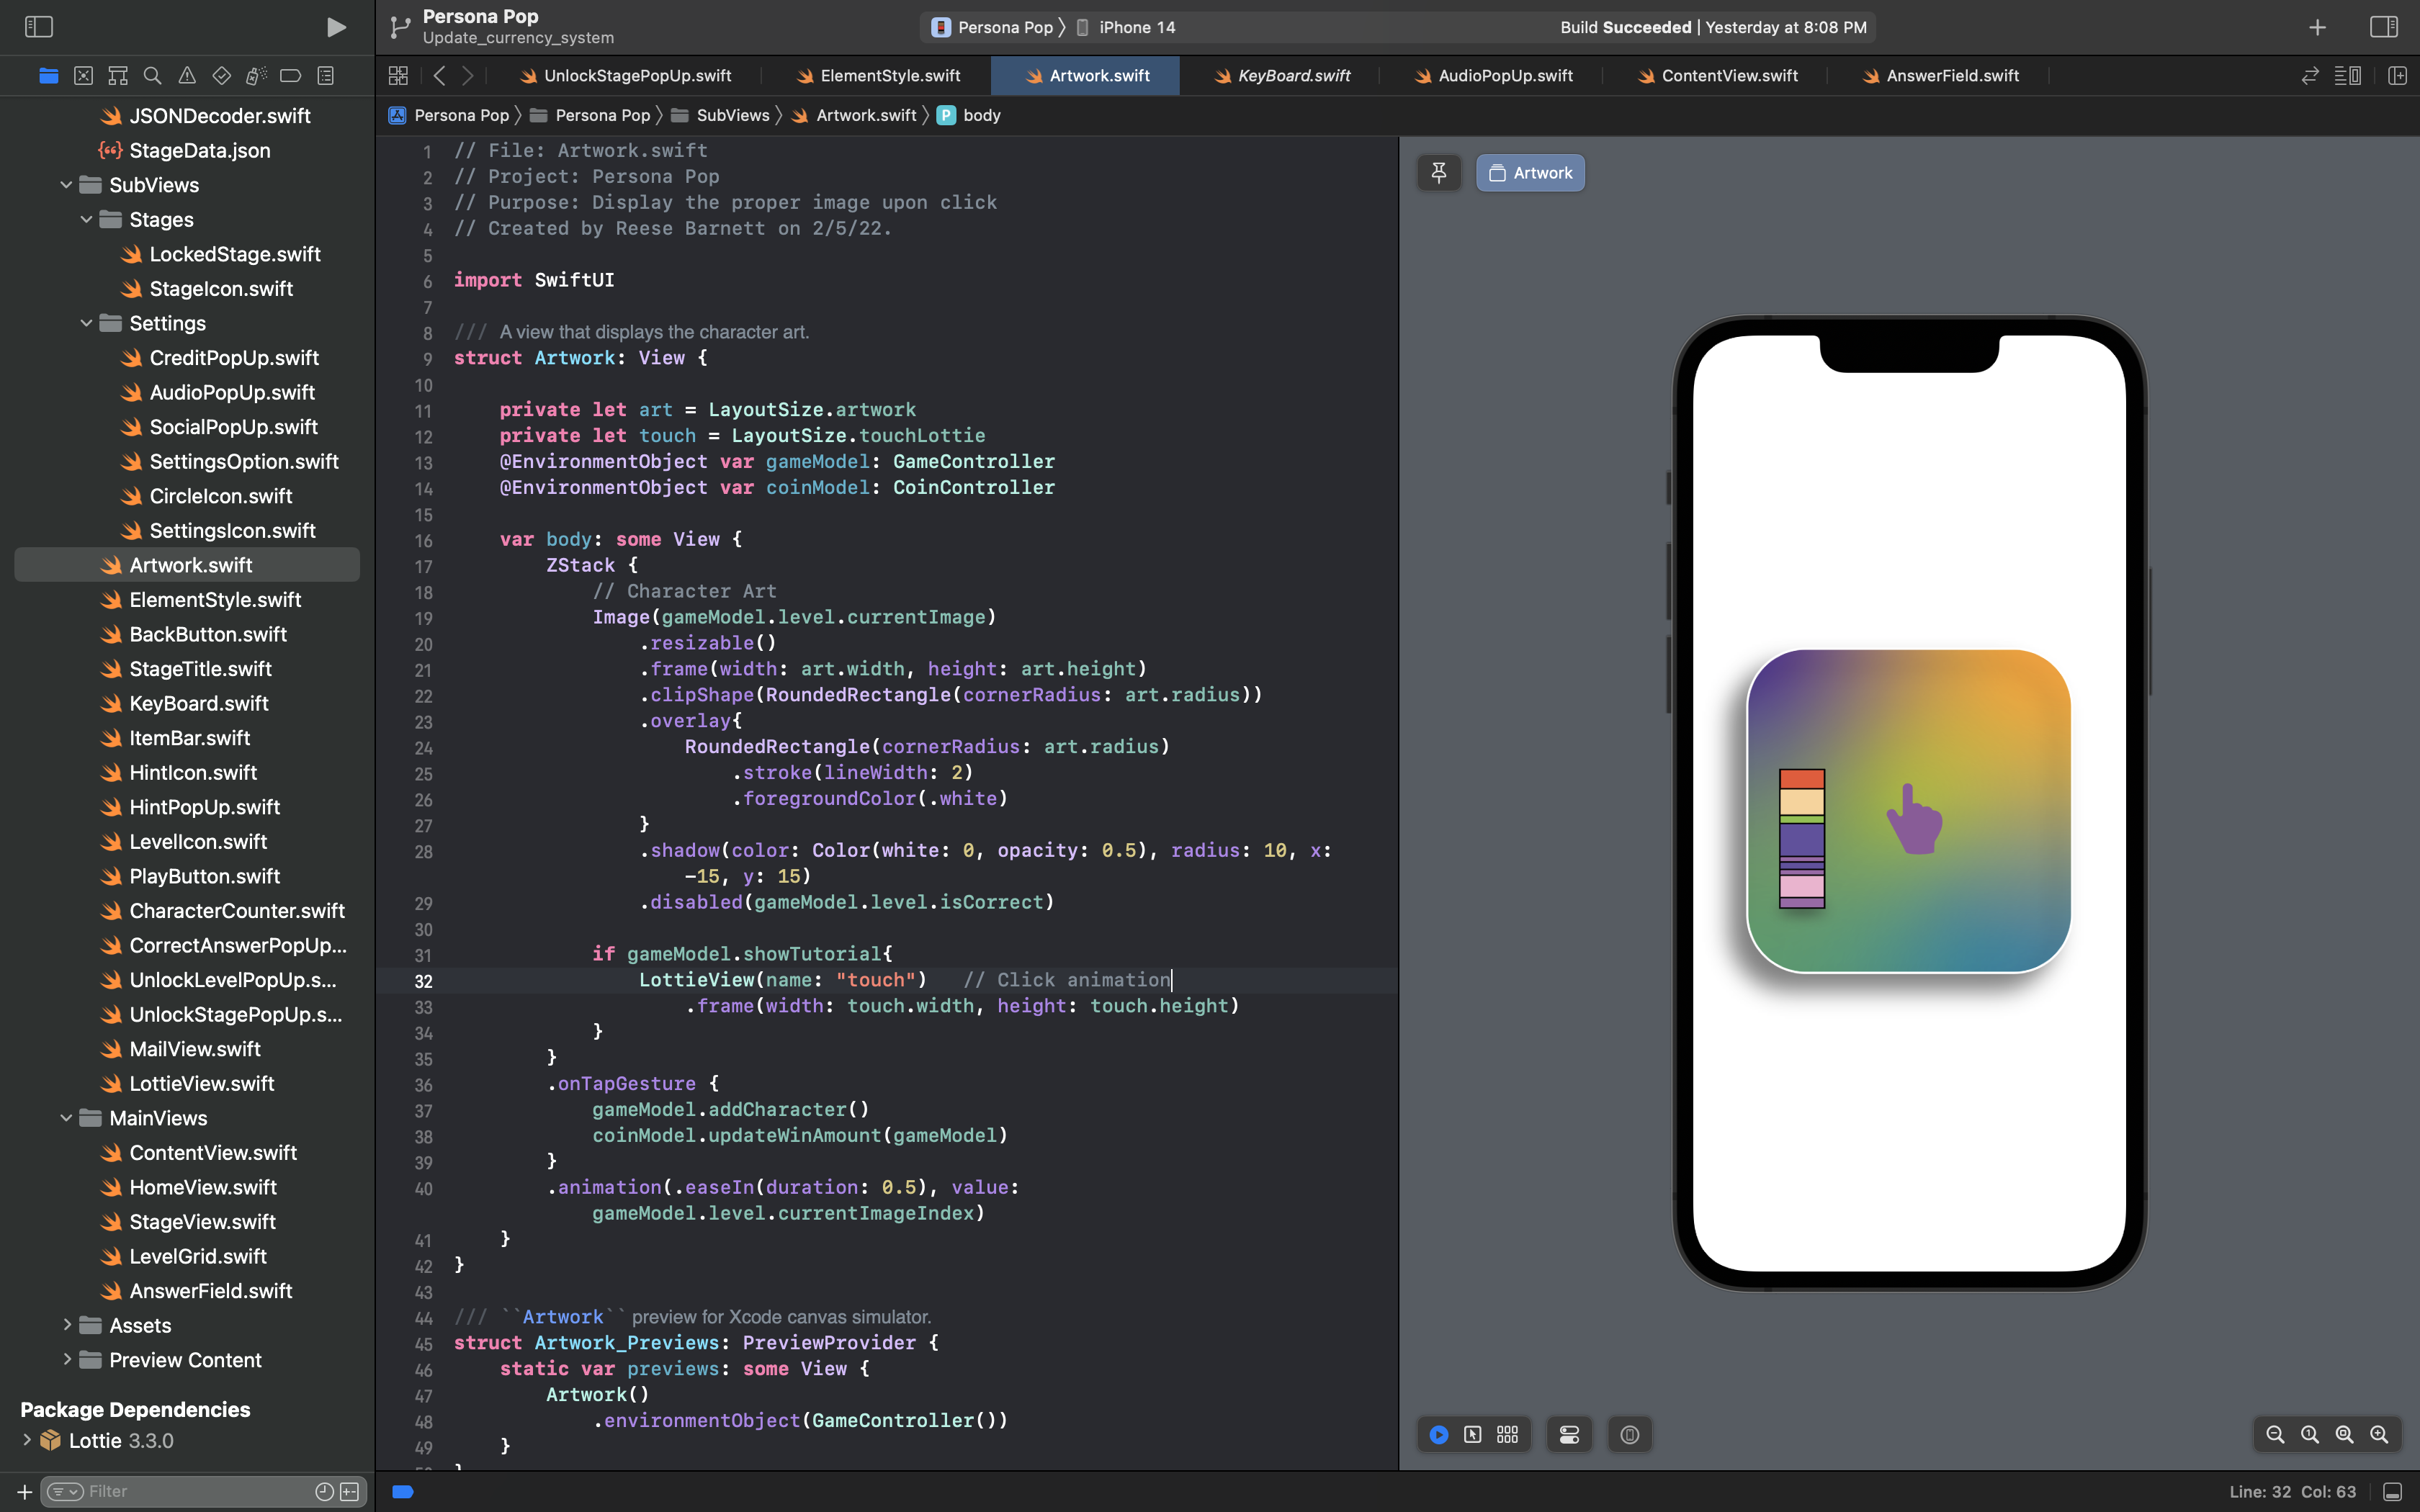 Persona Pop
Update_currency_system
Persona Pop 〉 iPhone 14
Build Succeeded | Yesterday at 8:08 PM
UnlockStagePopUp.swift
ElementStyle.swift
Artwork.swift
KeyBoard.swift
AudioPopUp.swift
ContentView.swift
AnswerField.swift
Persona Pop 〉 Persona Pop 〉 SubViews 〉 Artwork.swift 〉 P body
JSONDecoder.swift
StageData.json
SubViews
Stages
LockedStage.swift
StageIcon.swift
Settings
CreditPopUp.swift
AudioPopUp.swift
SocialPopUp.swift
SettingsOption.swift
CircleIcon.swift
SettingsIcon.swift
Artwork.swift
ElementStyle.swift
BackButton.swift
StageTitle.swift
KeyBoard.swift
ItemBar.swift
HintIcon.swift
HintPopUp.swift
LevelIcon.swift
PlayButton.swift
CharacterCounter.swift
CorrectAnswerPopUp...
UnlockLevelPopUp.s...
UnlockStagePopUp.s...
MailView.swift
LottieView.swift
MainViews
ContentView.swift
HomeView.swift
StageView.swift
LevelGrid.swift
AnswerField.swift
Assets
Preview Content
Package Dependencies
Lottie 3.3.0
Filter
1 // File: Artwork.swift
2 // Project: Persona Pop
3 // Purpose: Display the proper image upon click
4 // Created by Reese Barnett on 2/5/22.
5
6 import SwiftUI
7
8 /// A view that displays the character art.
9 struct Artwork: View {
10
11 private let art = LayoutSize.artwork
12 private let touch = LayoutSize.touchLottie
13 @EnvironmentObject var gameModel: GameController
14 @EnvironmentObject var coinModel: CoinController
15
16 var body: some View {
17 ZStack {
18 // Character Art
19 Image(gameModel.level.currentImage)
20 .resizable()
21 .frame(width: art.width, height: art.height)
22 .clipShape(RoundedRectangle(cornerRadius: art.radius))
23 .overlay{
24 RoundedRectangle(cornerRadius: art.radius)
25 .stroke(lineWidth: 2)
26 .foregroundColor(.white)
27 }
28 .shadow(color: Color(white: 0, opacity: 0.5), radius: 10, x:
-15, y: 15)
29 .disabled(gameModel.level.isCorrect)
30
31 if gameModel.showTutorial{
32 LottieView(name: "touch") // Click animation
33 .frame(width: touch.width, height: touch.height)
34 }
35 }
36 .onTapGesture {
37 gameModel.addCharacter()
38 coinModel.updateWinAmount(gameModel)
39 }
40 .animation(.easeIn(duration: 0.5), value:
gameModel.level.currentImageIndex)
41 }
42 }
43
44 /// ``Artwork`` preview for Xcode canvas simulator.
45 struct Artwork_Previews: PreviewProvider {
46 static var previews: some View {
47 Artwork()
48 .environmentObject(GameController())
49 }
Artwork
Line: 32 Col: 63